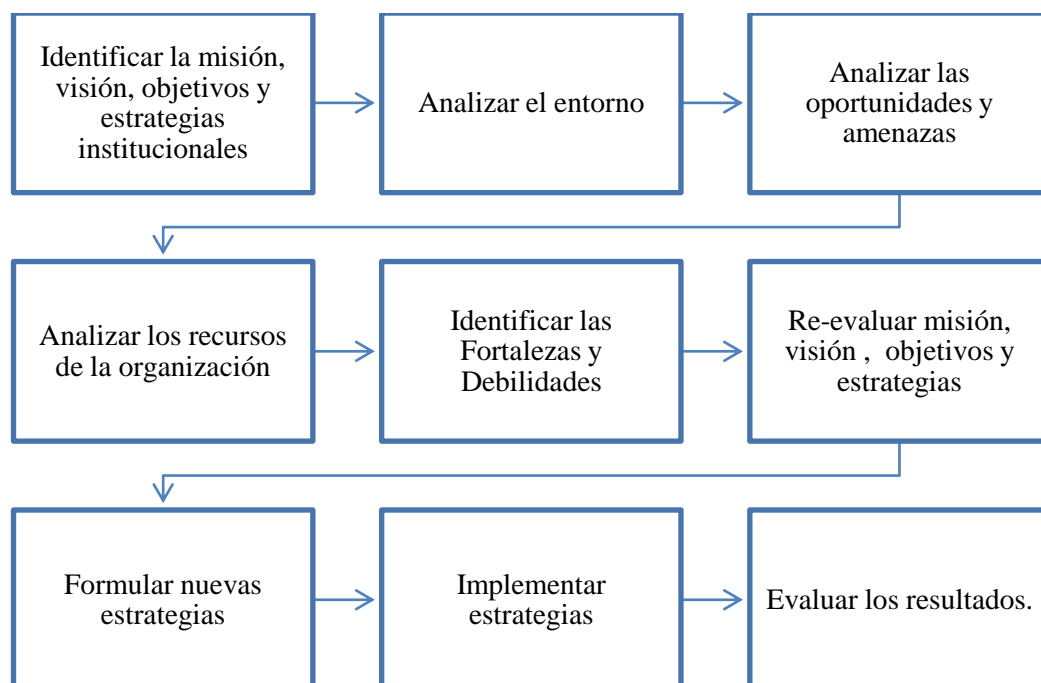 Identificar la misión,
visión, objetivos y
estrategias
institucionales
Analizar el entorno
Analizar las
oportunidades y
amenazas
Analizar los recursos
de la organización
Identificar las
Fortalezas y
Debilidades
Re-evaluar misión,
visión , objetivos y
estrategias
Formular nuevas
estrategias
Implementar
estrategias
Evaluar los resultados.